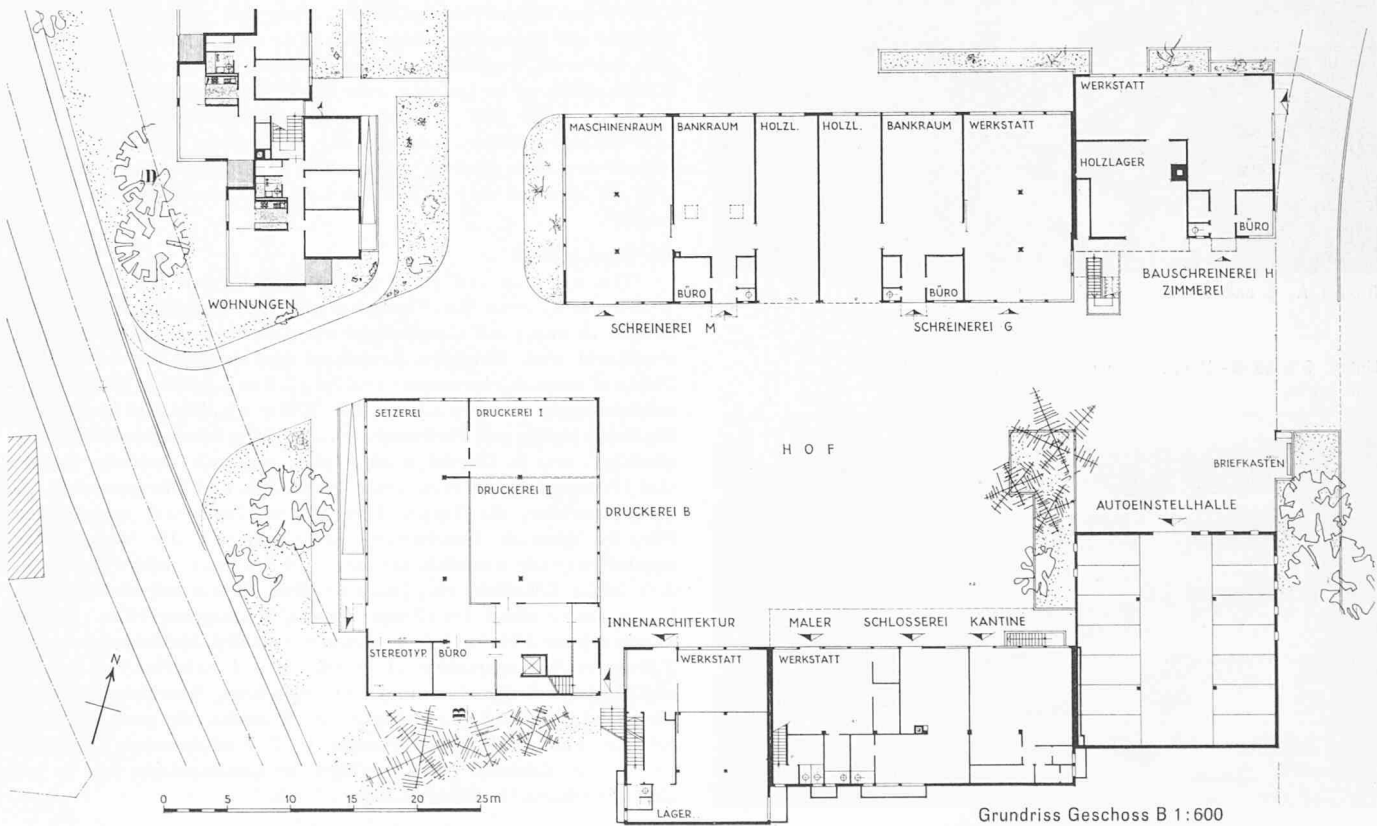 WERKSTATT
MASCHINENRAUM BANKRAUM HOLZL. HOLZL. BANKRAUM WERKSTATT
HOLZLAGER
D
BÜRO
BÜRO BÜRO
BAUSCHREINEREI H
ZIMMEREI
WOHNUNGEN
SCHREINEREI M SCHREINEREI G
SETZEREI DRUCKEREI I
HOF
BRIEFKASTEN
DRUCKEREI II
DRUCKEREI B
AUTOEINSTELLHALLE
INNENARCHITEKTUR MALER SCHLOSSEREI KANTINE
STEREOTYP. BÜRO
WERKSTATT WERKSTATT
N
B
0 5 10 15 20 25m
LAGER
Grundriss Geschoss B 1:600